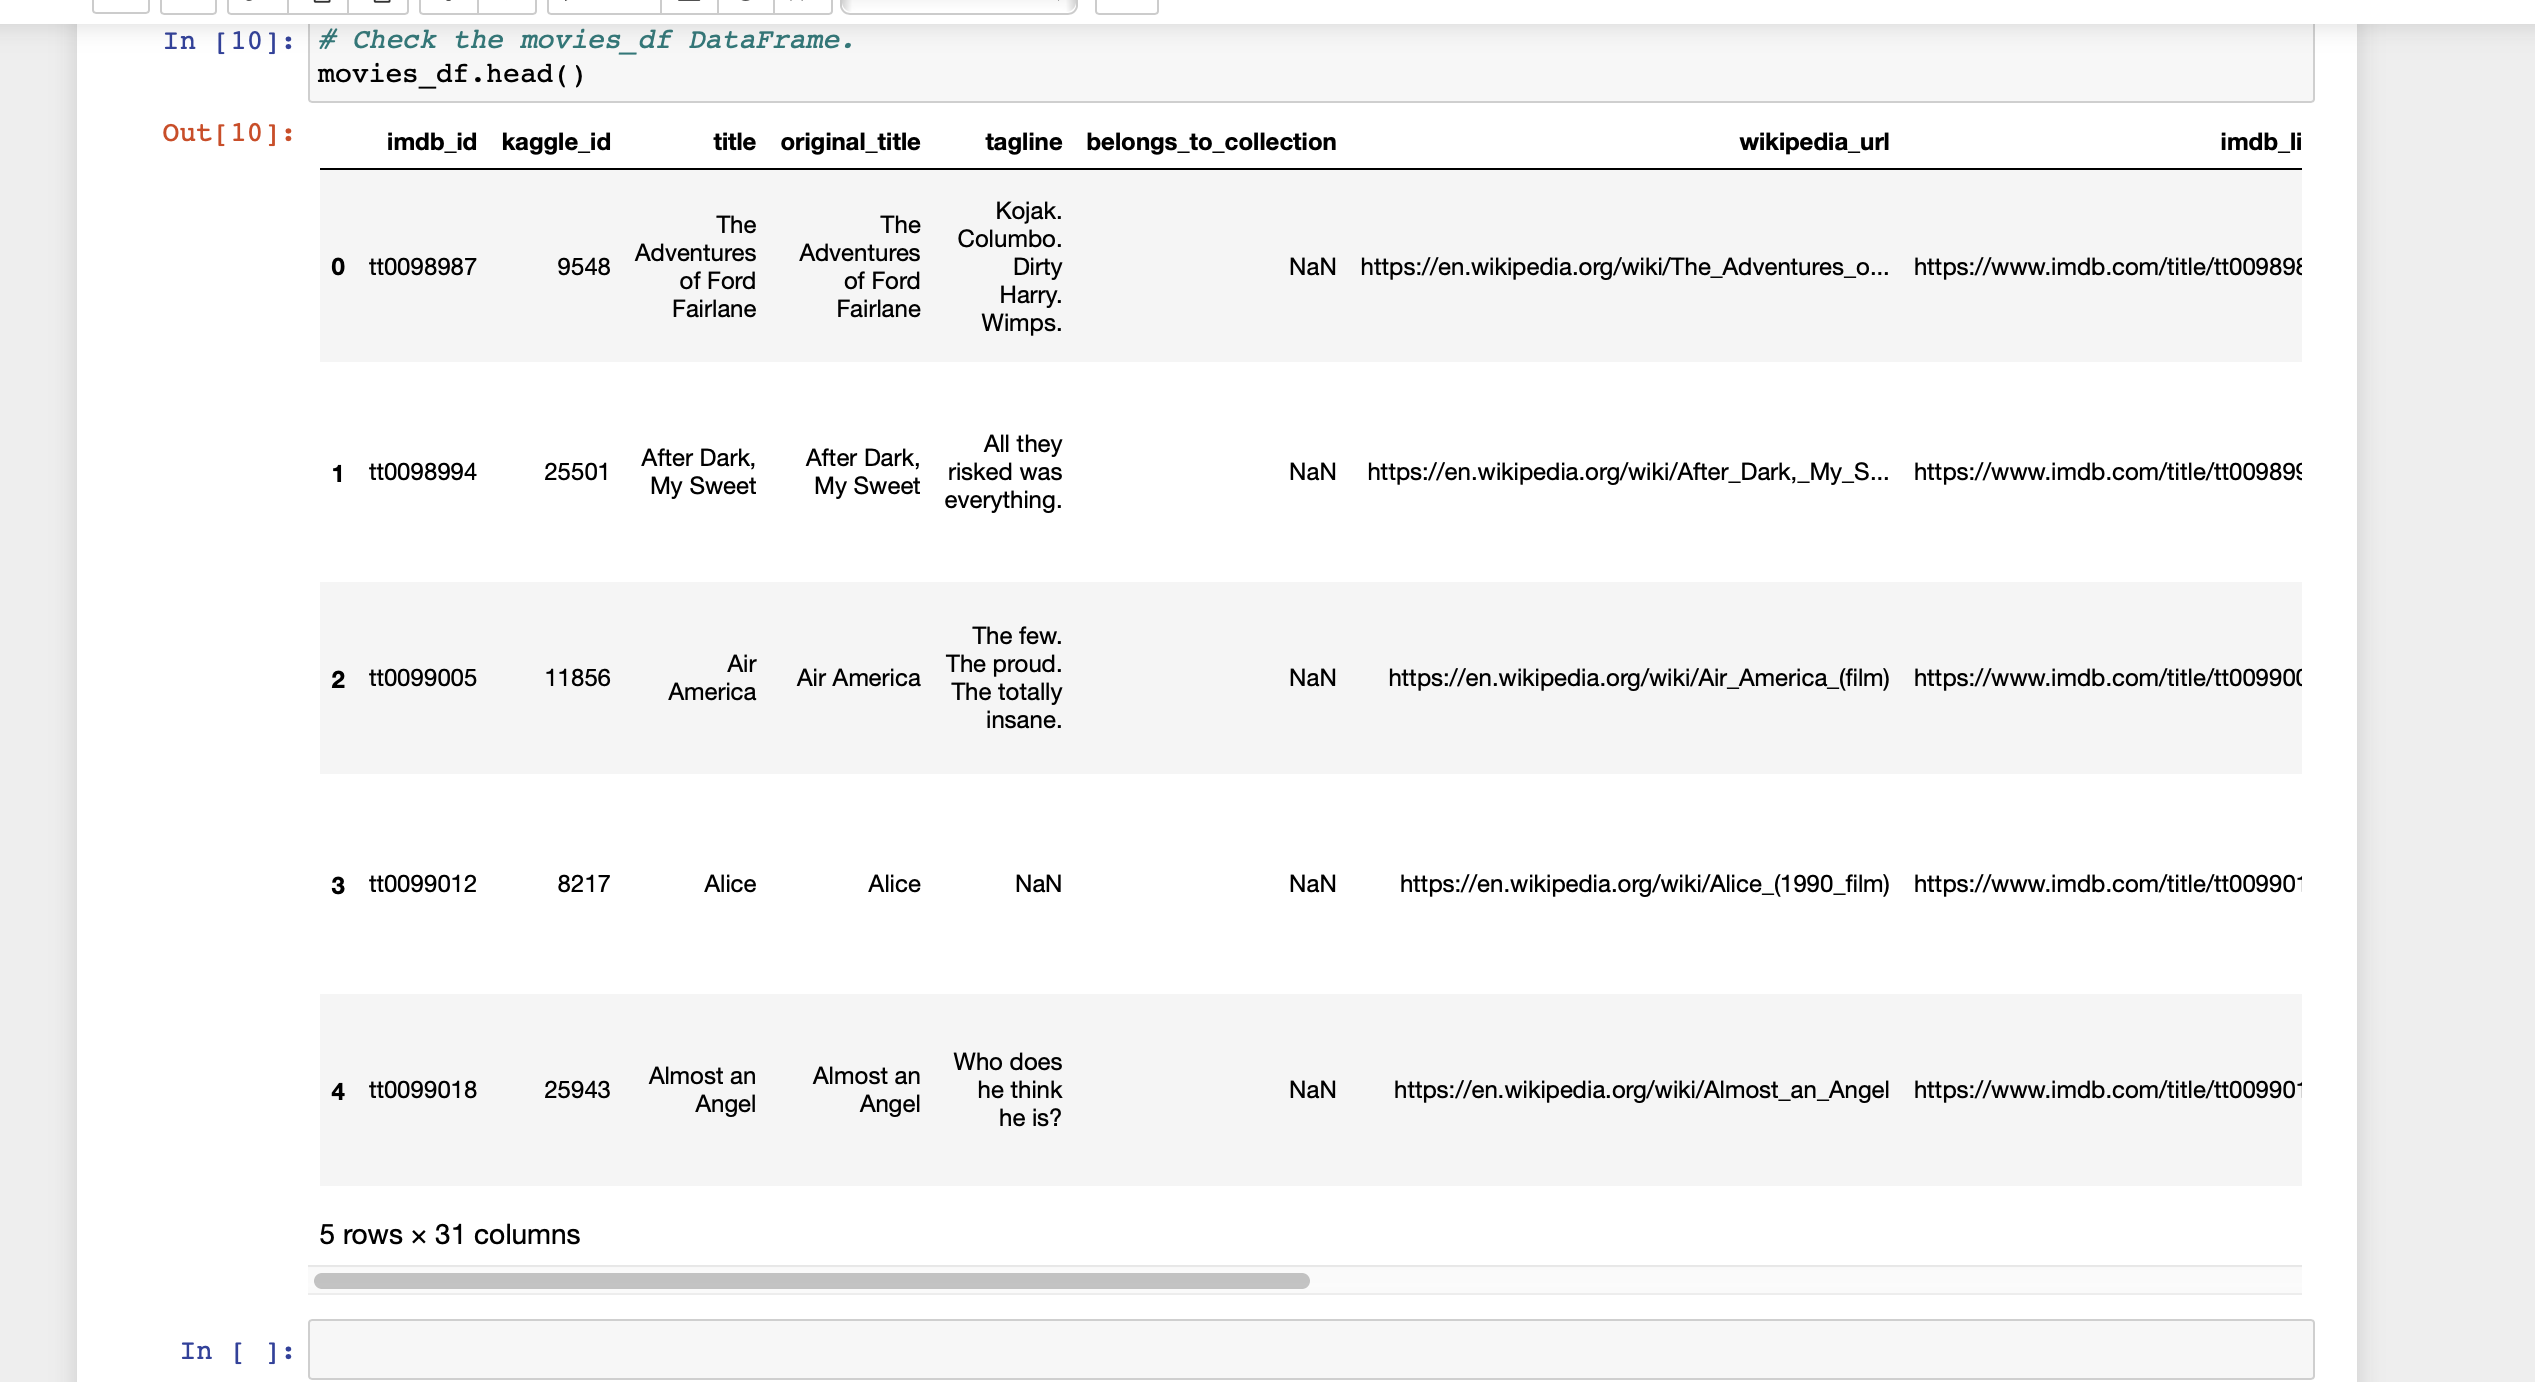 In [10]: # Check the movies_df DataFrame.
movies_df.head()
Out[10]:
imdb_id kaggle_id title original_title tagline belongs_to_collection wikipedia_url imdb_li
0 tt0098987 9548 The Adventures of Ford Fairlane The Adventures of Ford Fairlane Kojak. Columbo. Dirty Harry. Wimps. NaN https://en.wikipedia.org/wiki/The_Adventures_o... https://www.imdb.com/title/tt009898
1 tt0098994 25501 After Dark, My Sweet After Dark, My Sweet All they risked was everything. NaN https://en.wikipedia.org/wiki/After_Dark,_My_S... https://www.imdb.com/title/tt009899
2 tt0099005 11856 Air America Air America The few. The proud. The totally insane. NaN https://en.wikipedia.org/wiki/Air_America_(film) https://www.imdb.com/title/tt009900
3 tt0099012 8217 Alice Alice NaN NaN https://en.wikipedia.org/wiki/Alice_(1990_film) https://www.imdb.com/title/tt009901
4 tt0099018 25943 Almost an Angel Almost an Angel Who does he think he is? NaN https://en.wikipedia.org/wiki/Almost_an_Angel https://www.imdb.com/title/tt009901
5 rows × 31 columns
In [ ]: